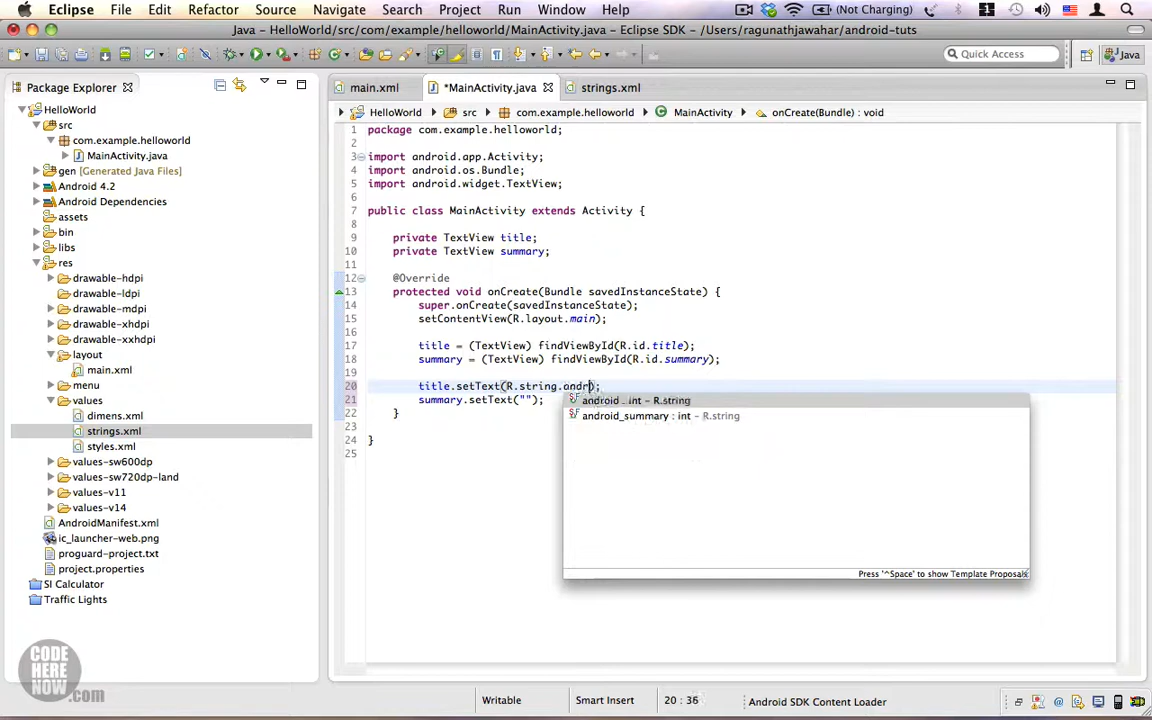 Eclipse File Edit Refactor Source Navigate Search Project Run Window Help (Not Charging) 1
Java – HelloWorld/src/com/example/helloworld/MainActivity.java – Eclipse SDK – /Users/ragunathjawahar/android-tuts
Quick Access Java
Package Explorer
HelloWorld
src
com.example.helloworld
MainActivity.java
gen [Generated Java Files]
Android 4.2
Android Dependencies
assets
bin
libs
res
drawable-hdpi
drawable-ldpi
drawable-mdpi
drawable-xhdpi
drawable-xxhdpi
layout
main.xml
menu
values
dimens.xml
strings.xml
styles.xml
values-sw600dp
values-sw720dp-land
values-v11
values-v14
AndroidManifest.xml
ic_launcher-web.png
proguard-project.txt
project.properties
SI Calculator
Traffic Lights
main.xml *MainActivity.java strings.xml
HelloWorld src com.example.helloworld MainActivity onCreate(Bundle) : void
1 package com.example.helloworld;
2
3 import android.app.Activity;
4 import android.os.Bundle;
5 import android.widget.TextView;
6
7 public class MainActivity extends Activity {
8
9 private TextView title;
10 private TextView summary;
11
12 @Override
13 protected void onCreate(Bundle savedInstanceState) {
14 super.onCreate(savedInstanceState);
15 setContentView(R.layout.main);
16
17 title = (TextView) findViewById(R.id.title);
18 summary = (TextView) findViewById(R.id.summary);
19
20 title.setText(R.string.andr);
21 summary.setText("");
22 }
23
24 }
25
android : int – R.string
android_summary : int – R.string
Press '^Space' to show Template Proposals
CODE
HERE
NOW.com
Writable Smart Insert 20 : 36 Android SDK Content Loader